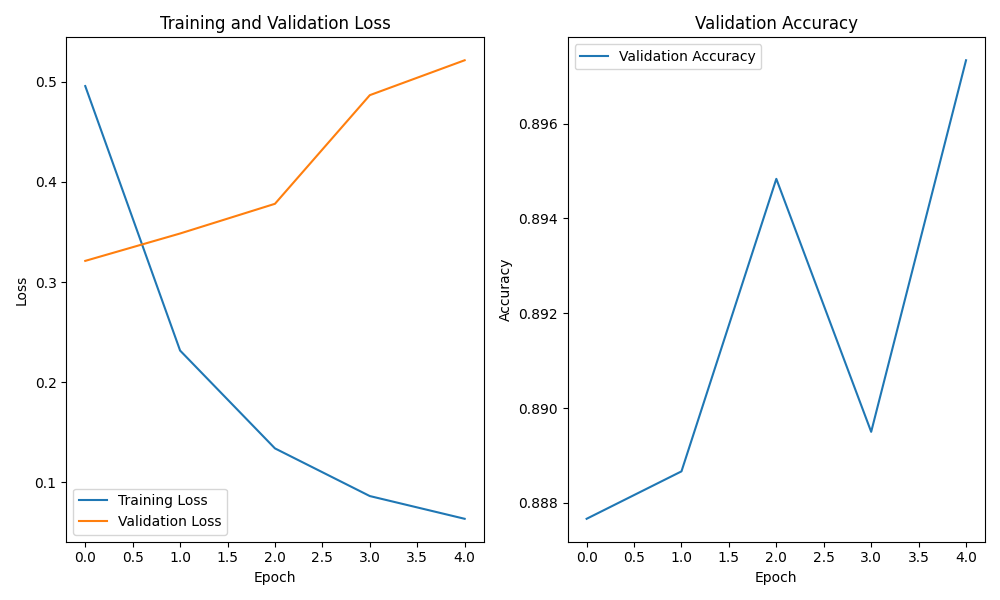 Training and Validation Loss
0.5
0.4
0.3
0.2
0.1
Loss
Training Loss
Validation Loss
0.0 0.5 1.0 1.5 2.0 2.5 3.0 3.5 4.0
Epoch
Validation Accuracy
Validation Accuracy
0.896
0.894
0.892
0.890
0.888
Accuracy
0.0 0.5 1.0 1.5 2.0 2.5 3.0 3.5 4.0
Epoch